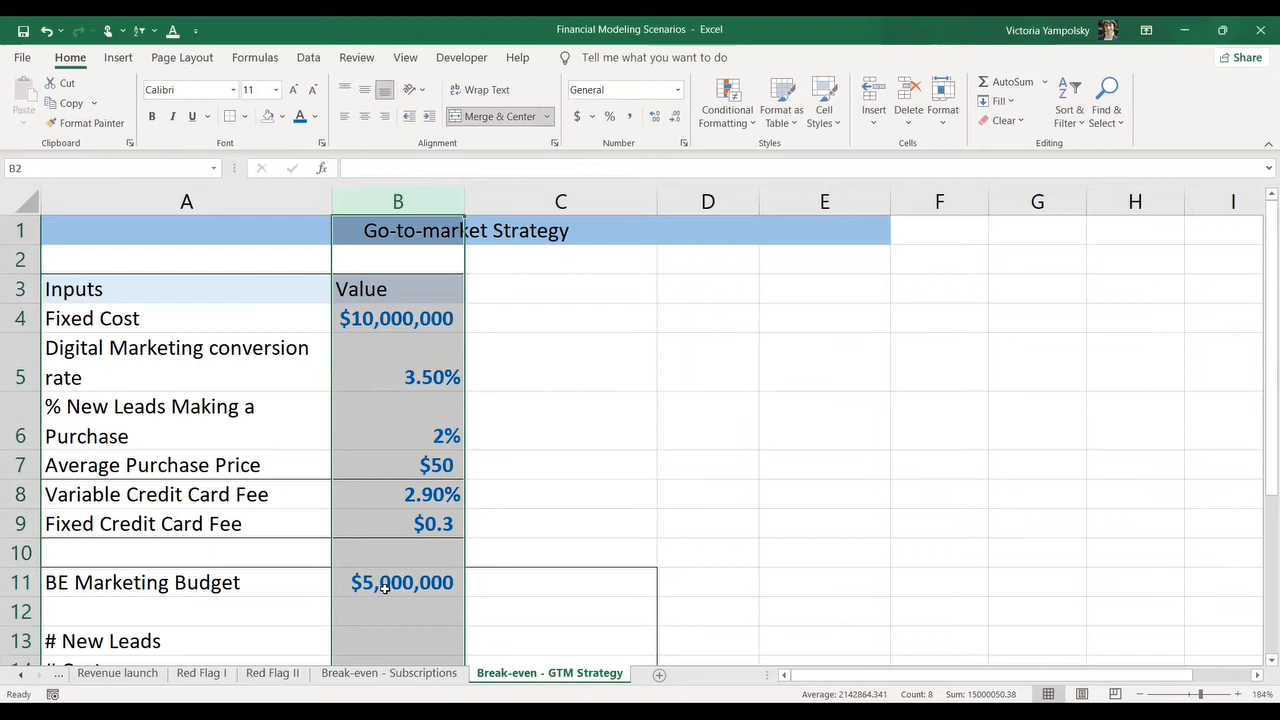 Financial Modeling Scenarios - Excel
Victoria Yampolsky
File Home Insert Page Layout Formulas Data Review View Developer Help Tell me what you want to do Share
Paste
Cut
Copy
Format Painter
Clipboard
Calibri 11
B I U A
Font
Wrap Text
Merge & Center
Alignment
General
$ % ,
Number
Conditional Formatting
Format as Table
Cell Styles
Styles
Insert Delete Format
Cells
AutoSum
Fill
Clear
Sort & Filter
Find & Select
Editing
B2 fx
A B C D E F G H I
1 Go-to-market Strategy
2
3 Inputs Value
4 Fixed Cost $10,000,000
Digital Marketing conversion
5 rate 3.50%
% New Leads Making a
6 Purchase 2%
7 Average Purchase Price $50
8 Variable Credit Card Fee 2.90%
9 Fixed Credit Card Fee $0.3
10
11 BE Marketing Budget $5,000,000
12
13 # New Leads
... Revenue launch Red Flag I Red Flag II Break-even - Subscriptions Break-even - GTM Strategy
Ready Average: 2142864.341 Count: 8 Sum: 15000050.38 184%